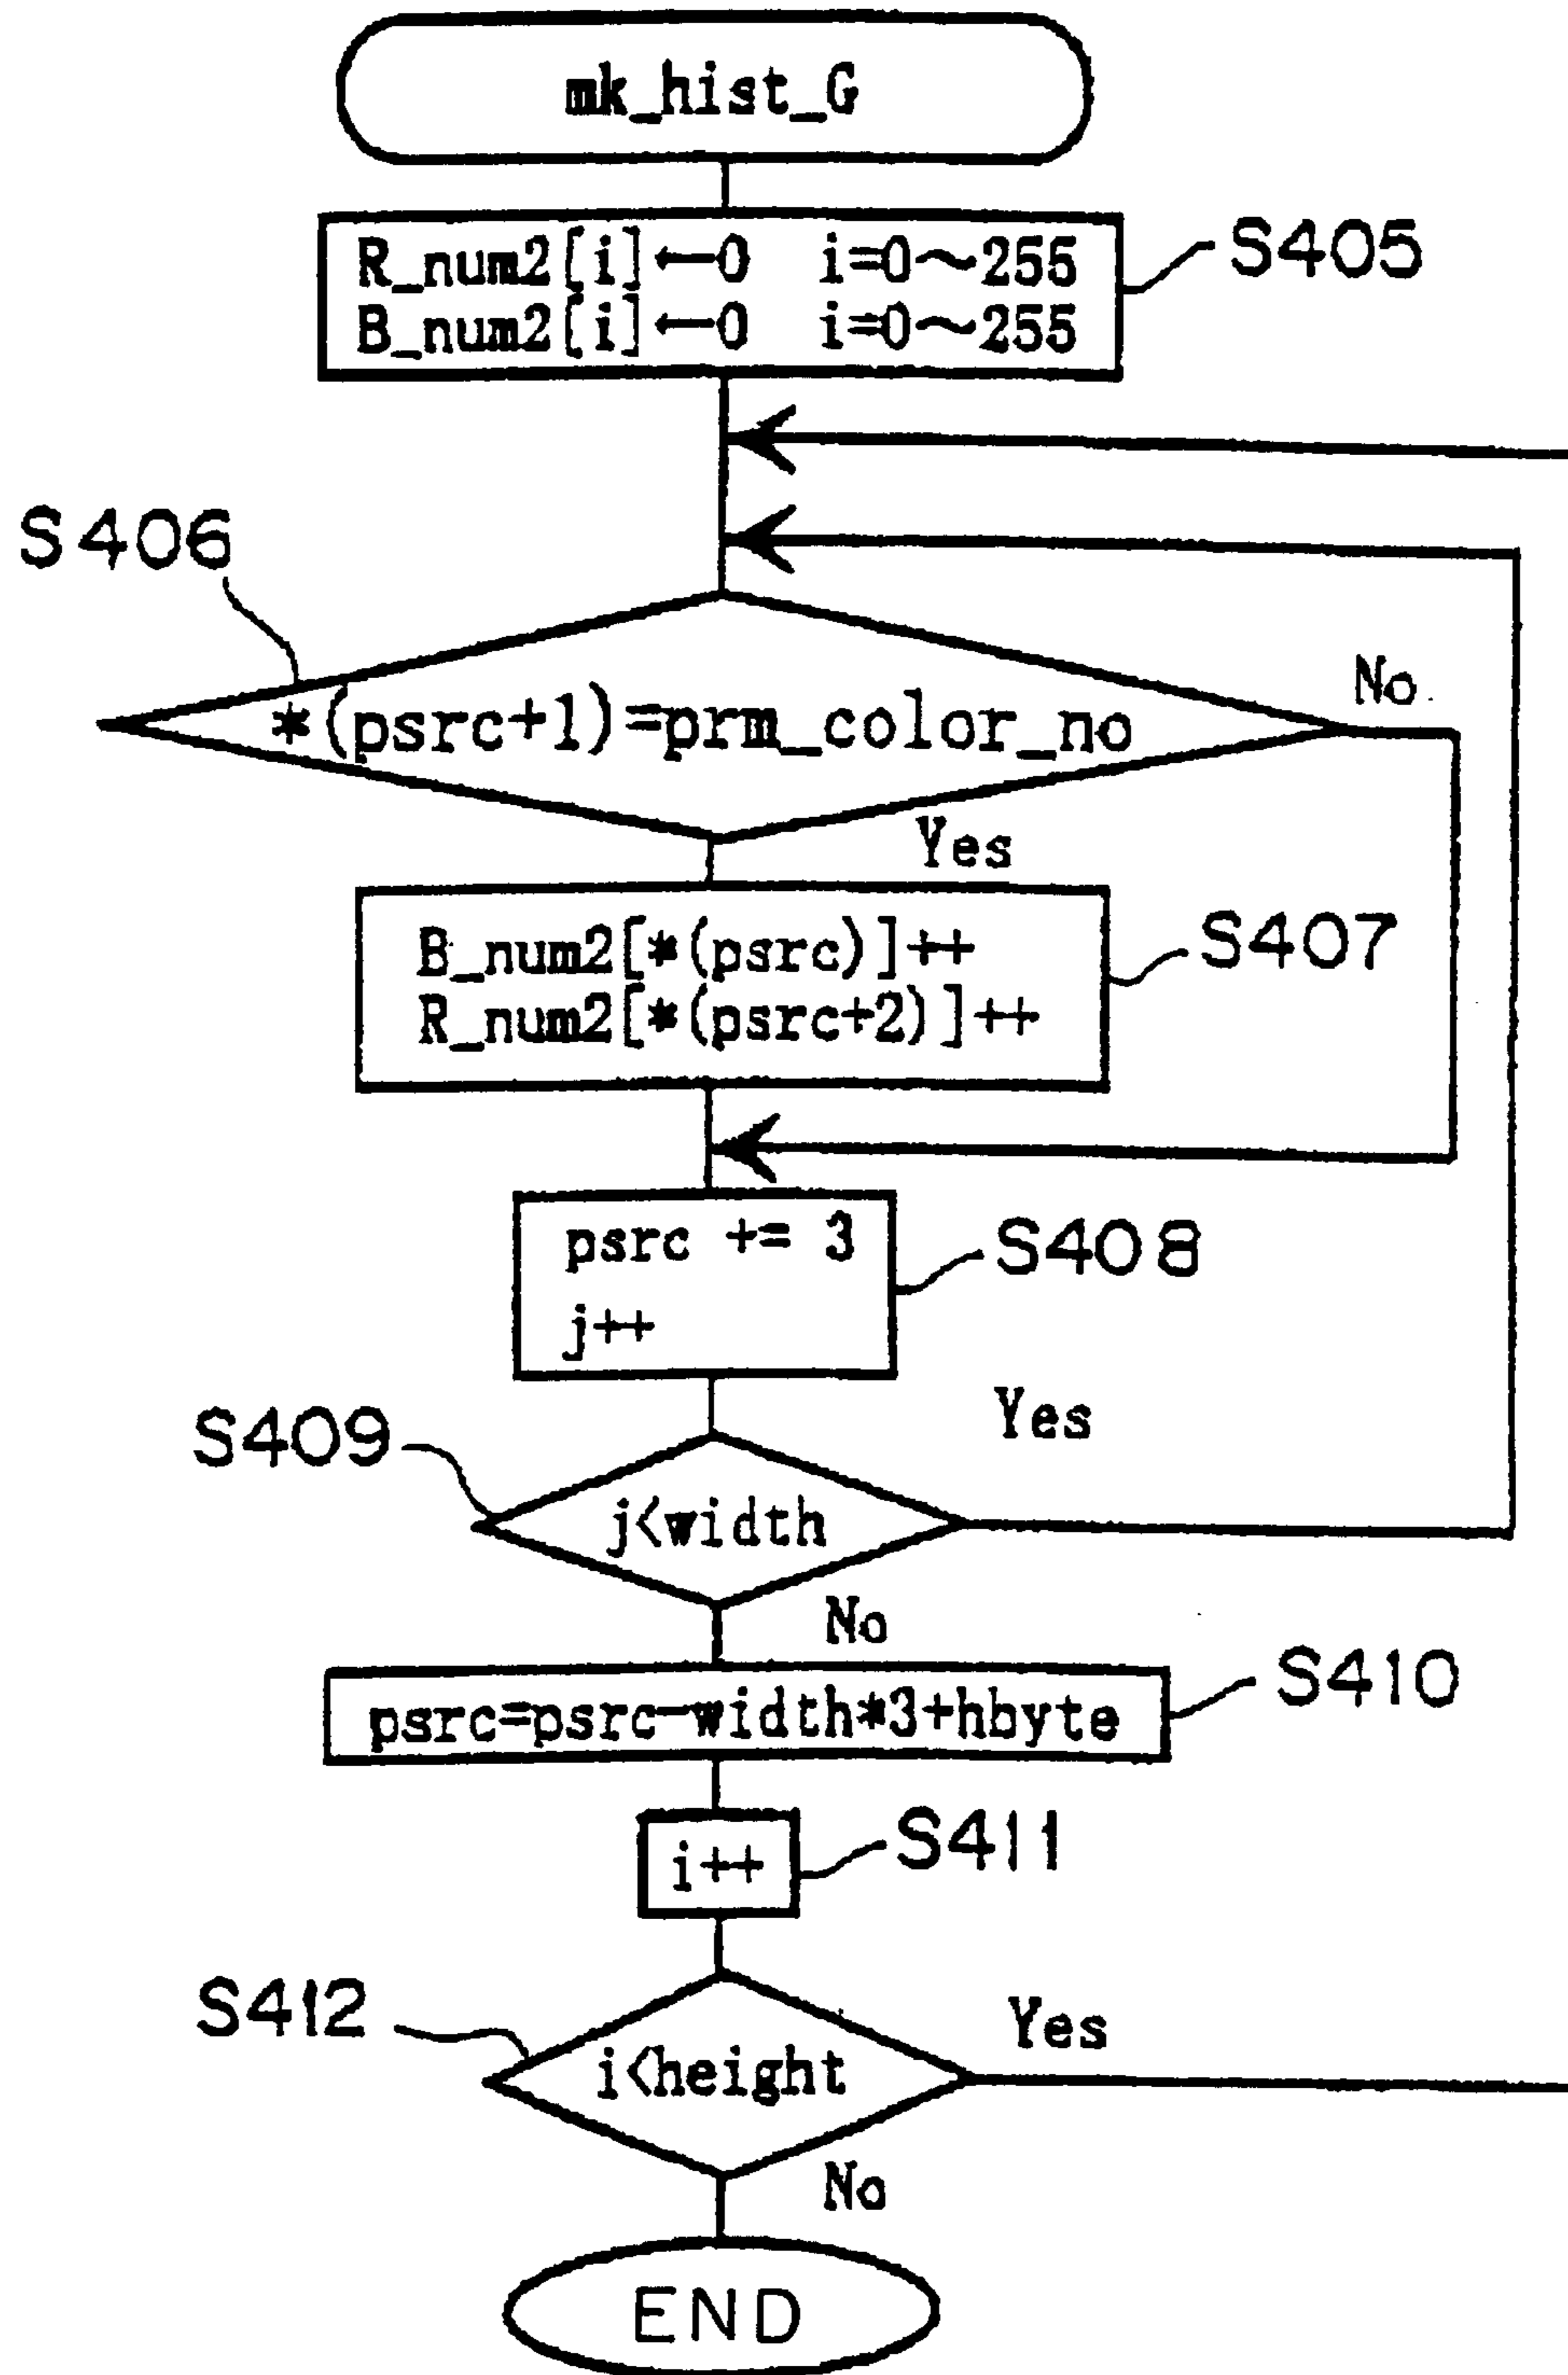 mk_hist_G
R_num2[i]←0 i=0～255
B_num2[i]←0 i=0～255
S405
S406
*(psrc+1)=prm_color_no
No
Yes
B_num2[*(psrc)]++
R_num2[*(psrc+2)]++
S407
psrc += 3
j++
S408
S409
Yes
j<width
No
psrc=psrc-width*3+hbyte
S410
i++
S411
S412
Yes
i<height
No
END